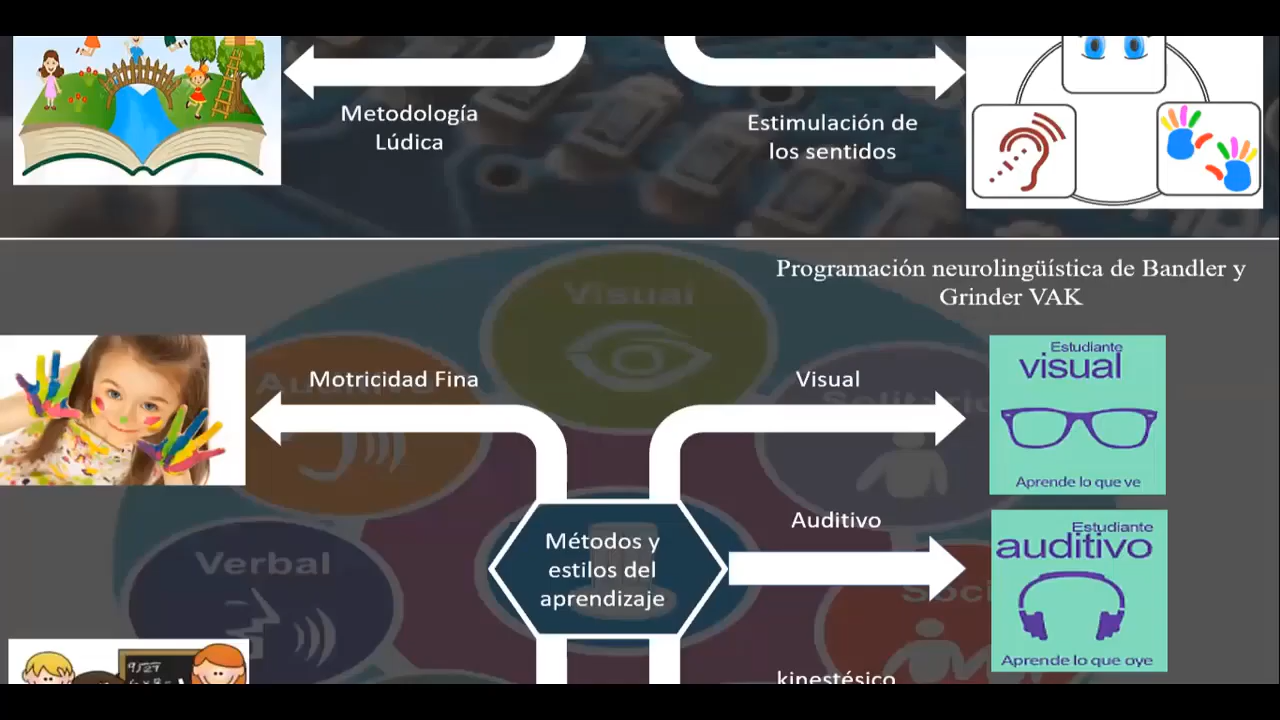 Metodología
Lúdica
Estimulación de
los sentidos
Programación neurolingüística de Bandler y
Grinder VAK
Visual
Motricidad Fina
Visual
Estudiante
visual
Aprende lo que ve
Auditivo
Estudiante
auditivo
Aprende lo que oye
Métodos y
estilos del
aprendizaje
Verbal
kinestésico